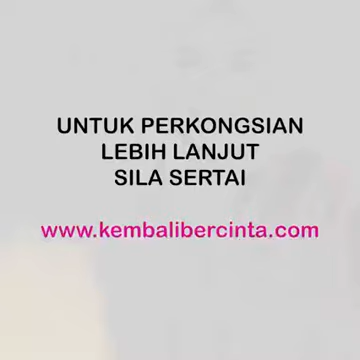 UNTUK PERKONGSIAN
LEBIH LANJUT
SILA SERTAI
www.kembalibercinta.com